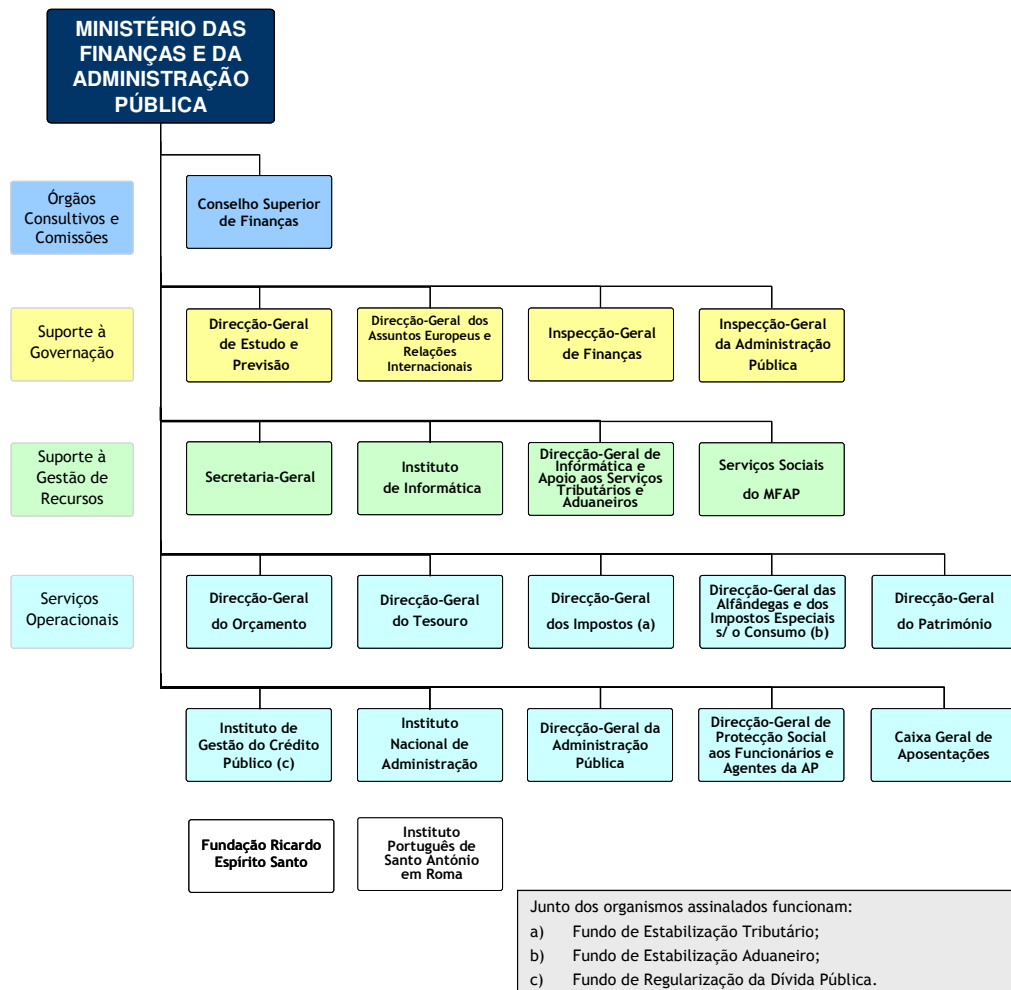 MINISTÉRIO DAS
FINANÇAS E DA
ADMINISTRAÇÃO
PÚBLICA
Órgãos
Consultivos e
Comissões
Conselho Superior
de Finanças
Suporte à
Governação
Direcção-Geral
de Estudo e
Previsão
Direcção-Geral dos
Assuntos Europeus e
Relações
Internacionais
Inspecção-Geral
de Finanças
Inspecção-Geral
da Administração
Pública
Suporte à
Gestão de
Recursos
Secretaria-Geral
Instituto
de Informática
Direcção-Geral de
Informática e
Apoio aos Serviços
Tributários e
Aduaneiros
Serviços Sociais
do MFAP
Serviços
Operacionais
Direcção-Geral
do Orçamento
Direcção-Geral
do Tesouro
Direcção-Geral
dos Impostos (a)
Direcção-Geral das
Alfândegas e dos
Impostos Especiais
s/ o Consumo (b)
Direcção-Geral
do Património
Instituto de
Gestão do Crédito
Público (c)
Instituto
Nacional de
Administração
Direcção-Geral da
Administração
Pública
Direcção-Geral de
Protecção Social
aos Funcionários e
Agentes da AP
Caixa Geral de
Aposentações
Fundação Ricardo
Espírito Santo
Instituto
Português de
Santo António
em Roma
Junto dos organismos assinalados funcionam:
a) Fundo de Estabilização Tributário;
b) Fundo de Estabilização Aduaneiro;
c) Fundo de Regularização da Dívida Pública.